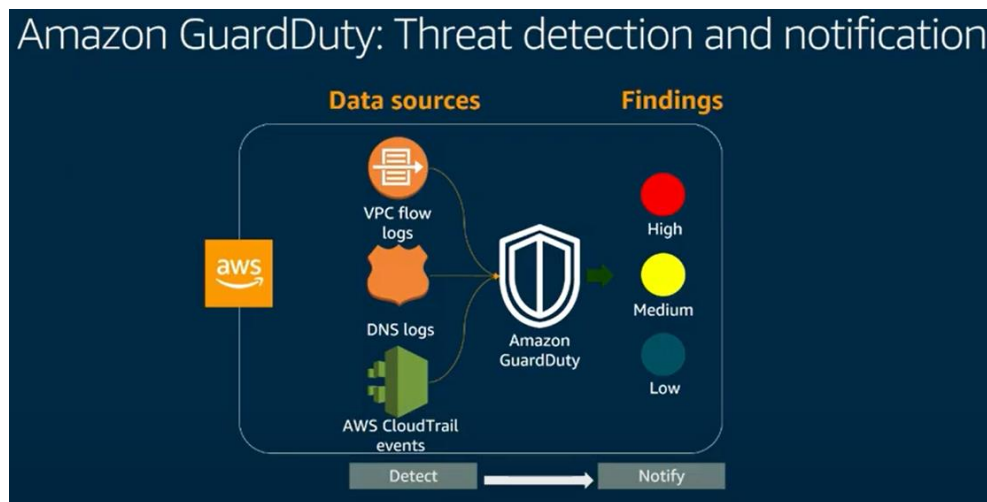 Amazon GuardDuty: Threat detection and notification
Data sources
Findings
VPC flow
logs
DNS logs
AWS CloudTrail
events
aws
Amazon
GuardDuty
High
Medium
Low
Detect
Notify